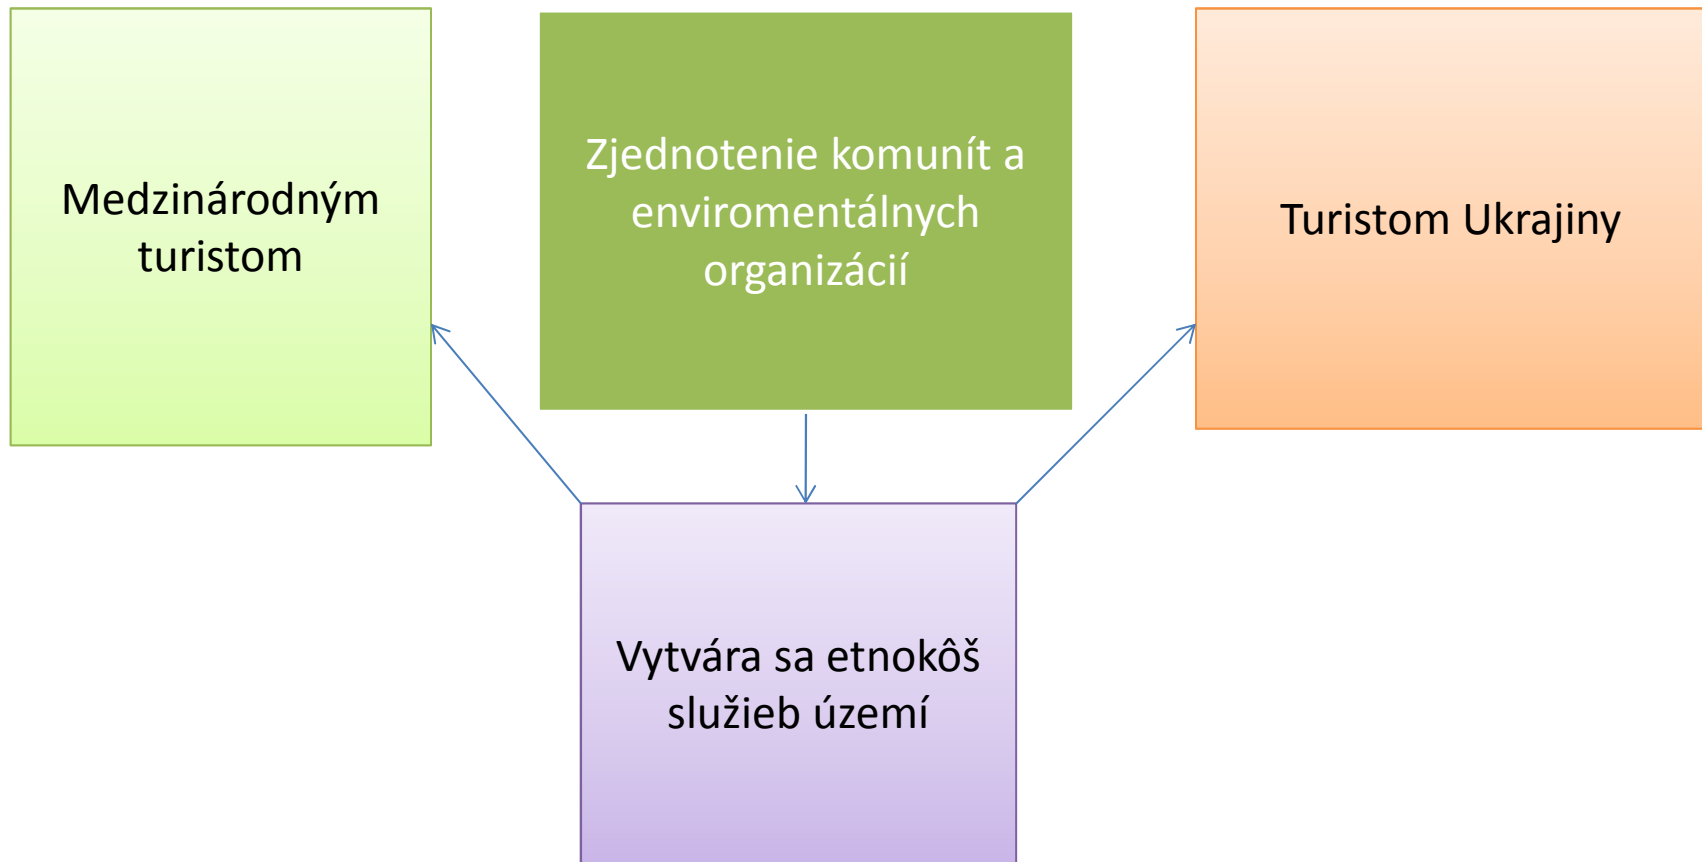 Medzinárodným
turistom
Zjednotenie komunít a
enviromentálnych
organizácií
Turistom Ukrajiny
Vytvára sa etnokôš
služieb území